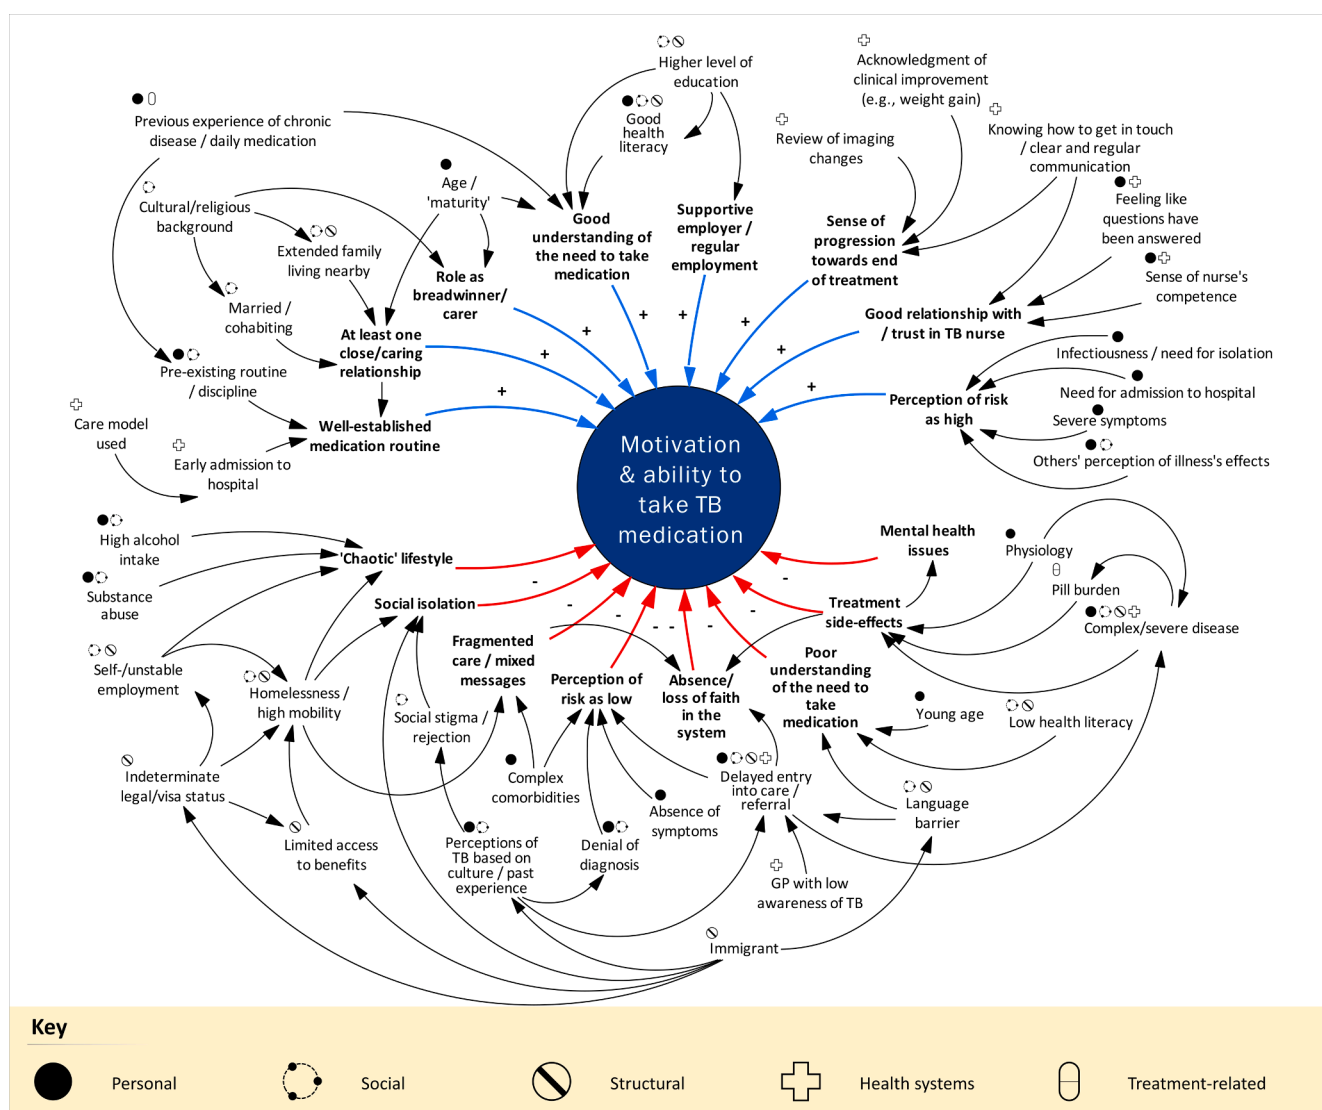 Higher level of
education
Acknowledgment of
clinical improvement
(e.g., weight gain)
Previous experience of chronic
disease / daily medication
Good
health
literacy
Review of imaging
changes
Knowing how to get in touch
/ clear and regular
communication
Age /
'maturity'
Feeling like
questions have
been answered
Cultural/religious
background
Good
understanding of
the need to take
medication
Supportive
employer /
regular
employment
Sense of
progression
towards end
of treatment
Extended family
living nearby
Role as
breadwinner/
carer
Sense of nurse's
competence
Married /
cohabiting
At least one
close/caring
relationship
Good relationship with
/ trust in TB nurse
Infectiousness / need for isolation
Pre-existing routine
/ discipline
Need for admission to hospital
Perception of risk
as high
Severe symptoms
Care model
used
Well-established
medication routine
Others' perception of illness's effects
Early admission to
hospital
+
+
+
+
+
+
+
+
Motivation
& ability to
take TB
medication
High alcohol
intake
'Chaotic' lifestyle
Mental health
issues
Physiology
Substance
abuse
Social isolation
Pill burden
Treatment
side-effects
Complex/severe disease
-
-
-
-
-
-
-
-
Self-/unstable
employment
Fragmented
care / mixed
messages
Perception of
risk as low
Absence/
loss of faith
in the
system
Poor
understanding
of the need to
take
medication
Homelessness /
high mobility
Social stigma /
rejection
Young age
Low health literacy
Indeterminate
legal/visa status
Complex
comorbidities
Delayed entry
into care /
referral
Absence of
symptoms
Language
barrier
Limited access
to benefits
Perceptions of
TB based on
culture / past
experience
Denial of
diagnosis
GP with low
awareness of TB
Immigrant
Key
Personal
Social
Structural
Health systems
Treatment-related